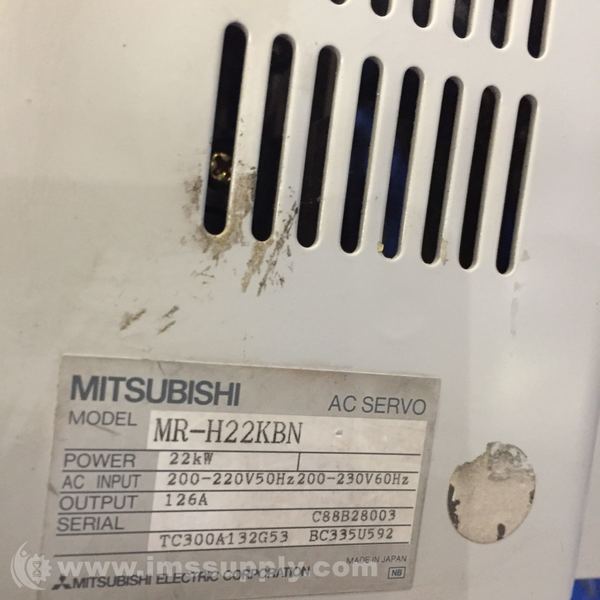 MITSUBISHI
AC SERVO
MODEL MR-H22KBN
POWER 22kW
AC INPUT 200-220V50Hz200-230V60Hz
OUTPUT 126A
SERIAL C88B28003
TC300A132G53 BC335U592
MADE IN JAPAN
MITSUBISHI ELECTRIC CORPORATION NB
www.imssupply.com